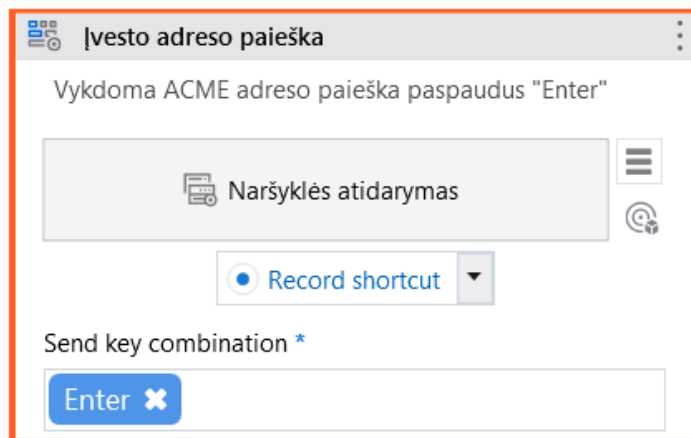 Įvesto adreso paieška
Vykdoma ACME adreso paieška paspaudus "Enter"
Naršyklės atidarymas
Record shortcut
Send key combination *
Enter